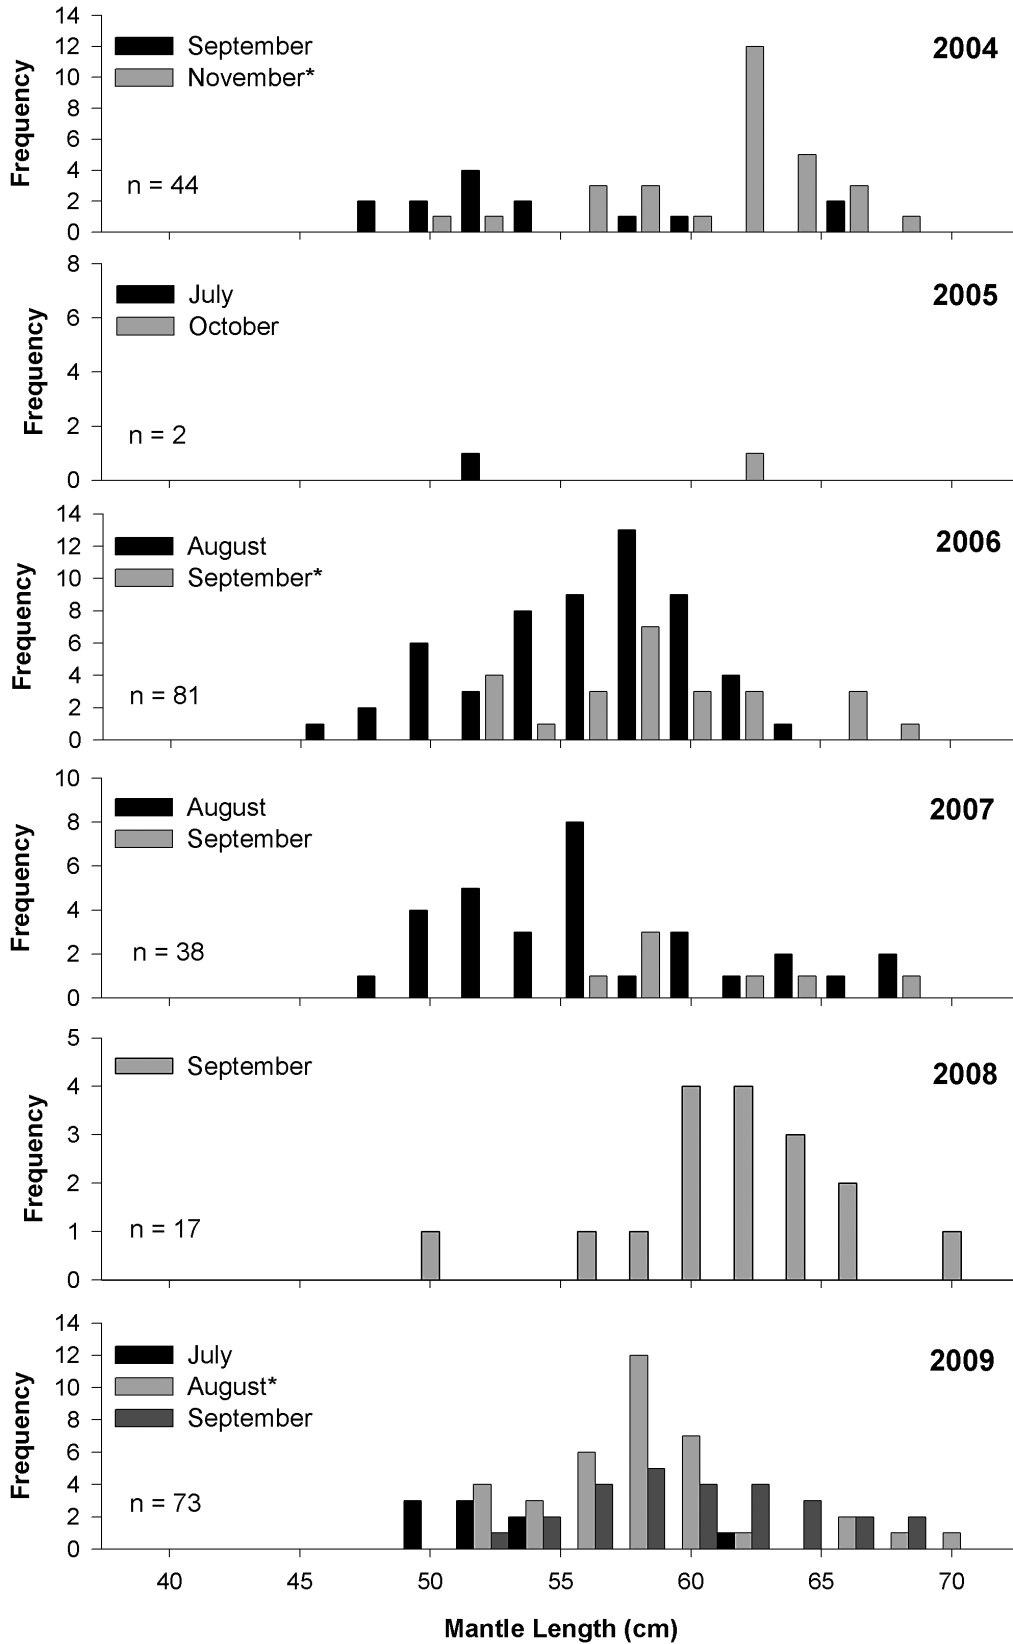 14
12
10
8
6
4
2
0
Frequency
September
November*
2004
n = 44
8
6
4
2
0
Frequency
July
October
2005
n = 2
14
12
10
8
6
4
2
0
Frequency
August
September*
2006
n = 81
10
8
6
4
2
0
Frequency
August
September
2007
n = 38
5
4
3
2
1
0
Frequency
September
2008
n = 17
14
12
10
8
6
4
2
0
Frequency
July
August*
September
2009
n = 73
40 45 50 55 60 65 70
Mantle Length (cm)